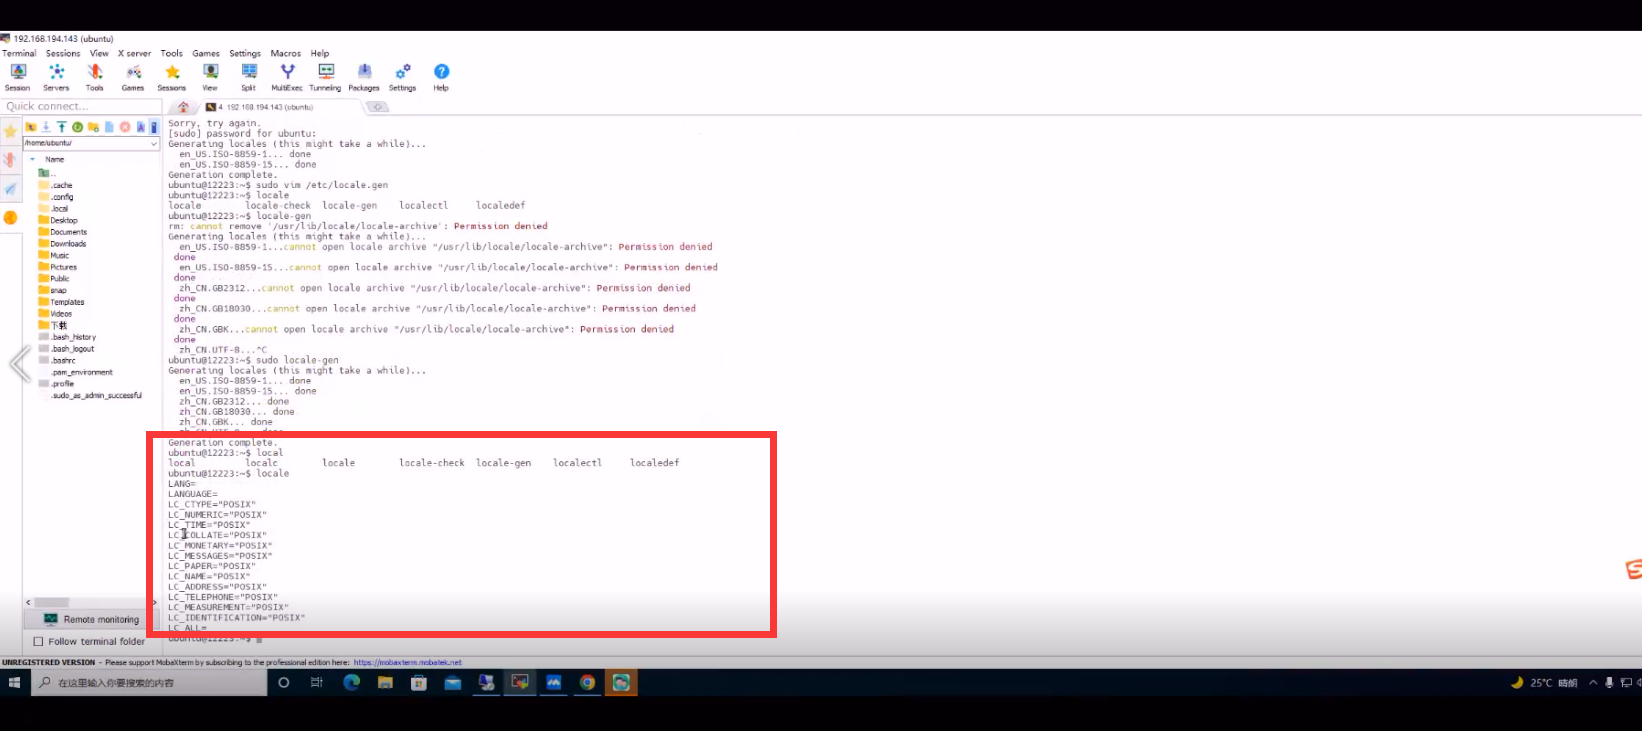 192.168.194.143 (ubuntu)
Terminal Sessions View X server Tools Games Settings Macros Help
Session Servers Tools Games Sessions View Split MultiExec Tunneling Packages Settings Help
Quick connect...
4. 192.168.194.143 (ubuntu)
/home/ubuntu/
Name
..
.cache
.config
.local
Desktop
Documents
Downloads
Music
Pictures
Public
snap
Templates
Videos
下载
.bash_history
.bash_logout
.bashrc
.pam_environment
.profile
.sudo_as_admin_successful
Remote monitoring
Follow terminal folder
Sorry, try again.
[sudo] password for ubuntu:
Generating locales (this might take a while)...
en_US.ISO-8859-1... done
en_US.ISO-8859-15... done
Generation complete.
ubuntu@12223:~$ sudo vim /etc/locale.gen
ubuntu@12223:~$ locale
locale locale-check locale-gen localectl localedef
ubuntu@12223:~$ locale-gen
rm: cannot remove '/usr/lib/locale/locale-archive': Permission denied
Generating locales (this might take a while)...
en_US.ISO-8859-1...cannot open locale archive "/usr/lib/locale/locale-archive": Permission denied
done
en_US.ISO-8859-15...cannot open locale archive "/usr/lib/locale/locale-archive": Permission denied
done
zh_CN.GB2312...cannot open locale archive "/usr/lib/locale/locale-archive": Permission denied
done
zh_CN.GB18030...cannot open locale archive "/usr/lib/locale/locale-archive": Permission denied
done
zh_CN.GBK...cannot open locale archive "/usr/lib/locale/locale-archive": Permission denied
done
zh_CN.UTF-8...^C
ubuntu@12223:~$ sudo locale-gen
Generating locales (this might take a while)...
en_US.ISO-8859-1... done
en_US.ISO-8859-15... done
zh_CN.GB2312... done
zh_CN.GB18030... done
zh_CN.GBK... done
zh_CN.UTF-8... done
Generation complete.
ubuntu@12223:~$ local
local localc locale locale-check locale-gen localectl localedef
ubuntu@12223:~$ locale
LANG=
LANGUAGE=
LC_CTYPE="POSIX"
LC_NUMERIC="POSIX"
LC_TIME="POSIX"
LC_COLLATE="POSIX"
LC_MONETARY="POSIX"
LC_MESSAGES="POSIX"
LC_PAPER="POSIX"
LC_NAME="POSIX"
LC_ADDRESS="POSIX"
LC_TELEPHONE="POSIX"
LC_MEASUREMENT="POSIX"
LC_IDENTIFICATION="POSIX"
LC_ALL=
ubuntu@12223:~$
UNREGISTERED VERSION - Please support MobaXterm by subscribing to the professional edition here: https://mobaxterm.mobatek.net
在这里输入你要搜索的内容
25°C 晴朗